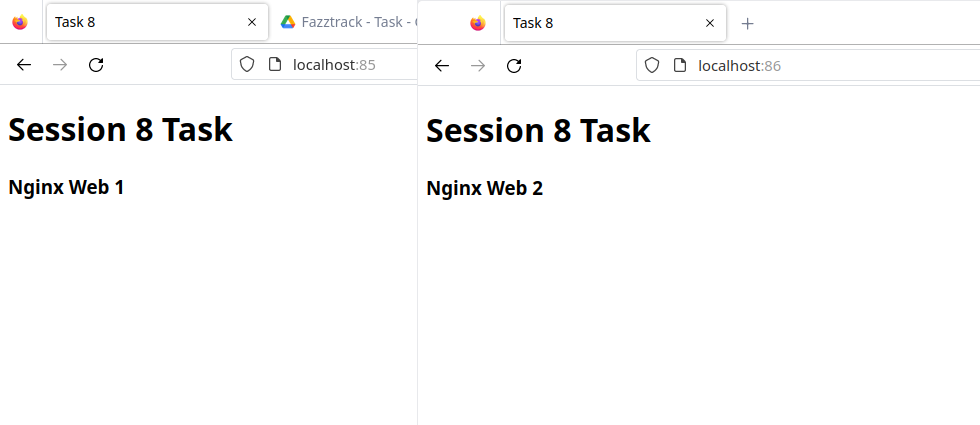 Task 8
Fazztrack - Task -
localhost:85
Session 8 Task
Nginx Web 1
Task 8
localhost:86
Session 8 Task
Nginx Web 2